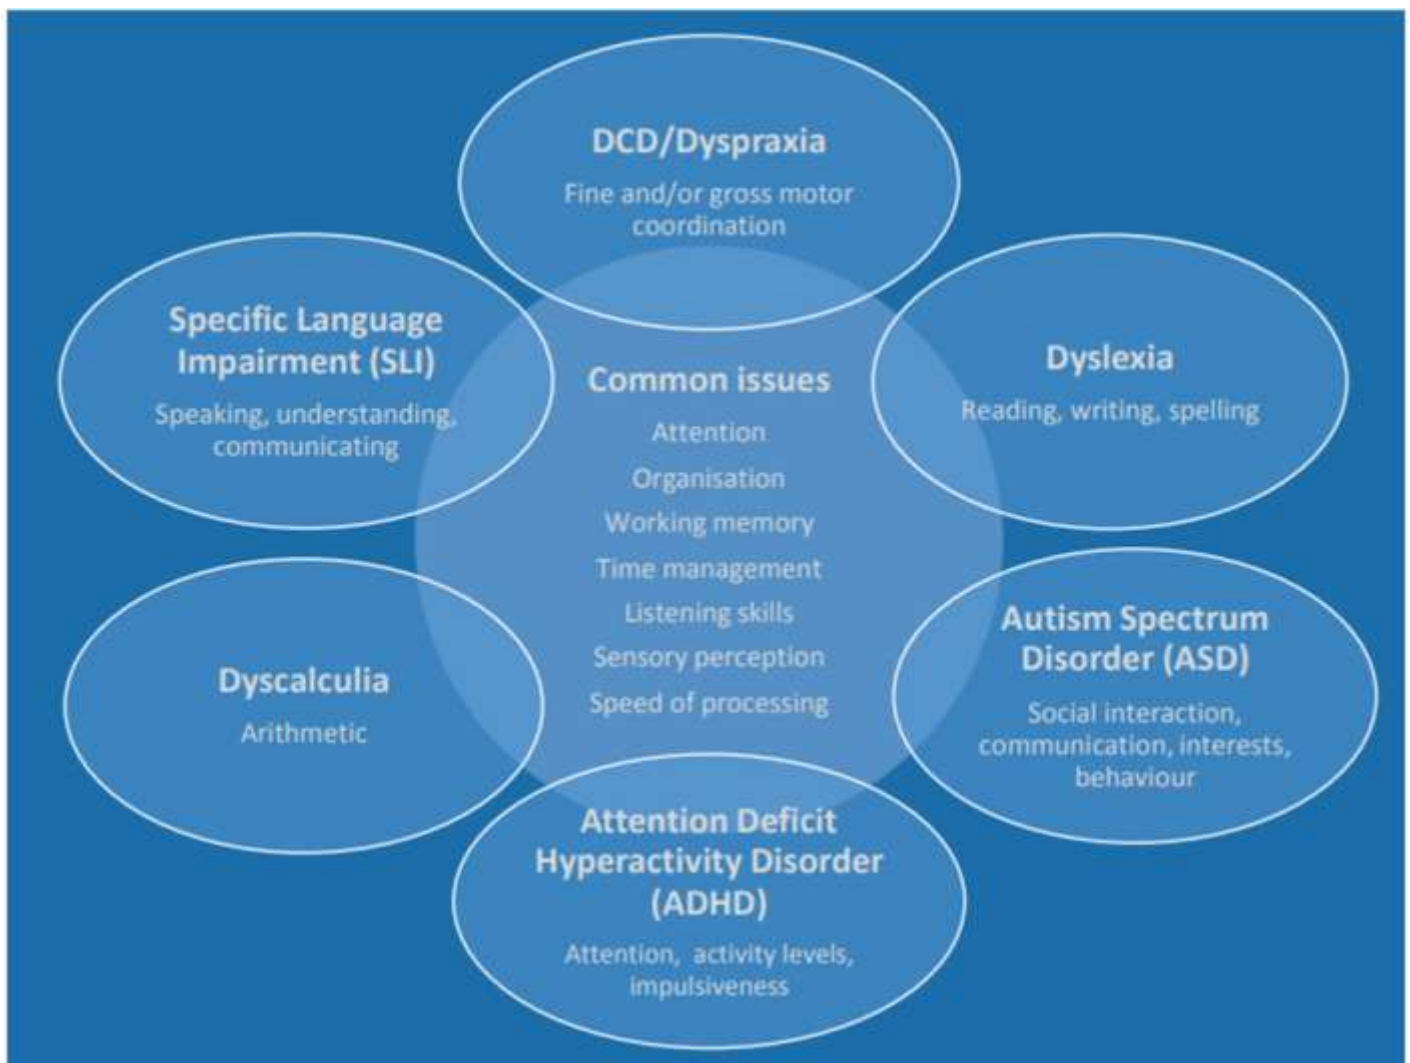 DCD/Dyspraxia
Fine and/or gross motor
coordination
Specific Language
Impairment (SLI)
Speaking, understanding,
communicating
Common issues
Attention
Organisation
Working memory
Time management
Listening skills
Sensory perception
Speed of processing
Dyslexia
Reading, writing, spelling
Dyscalculia
Arithmetic
Autism Spectrum
Disorder (ASD)
Social interaction,
communication, interests,
behaviour
Attention Deficit
Hyperactivity Disorder
(ADHD)
Attention, activity levels,
impulsiveness